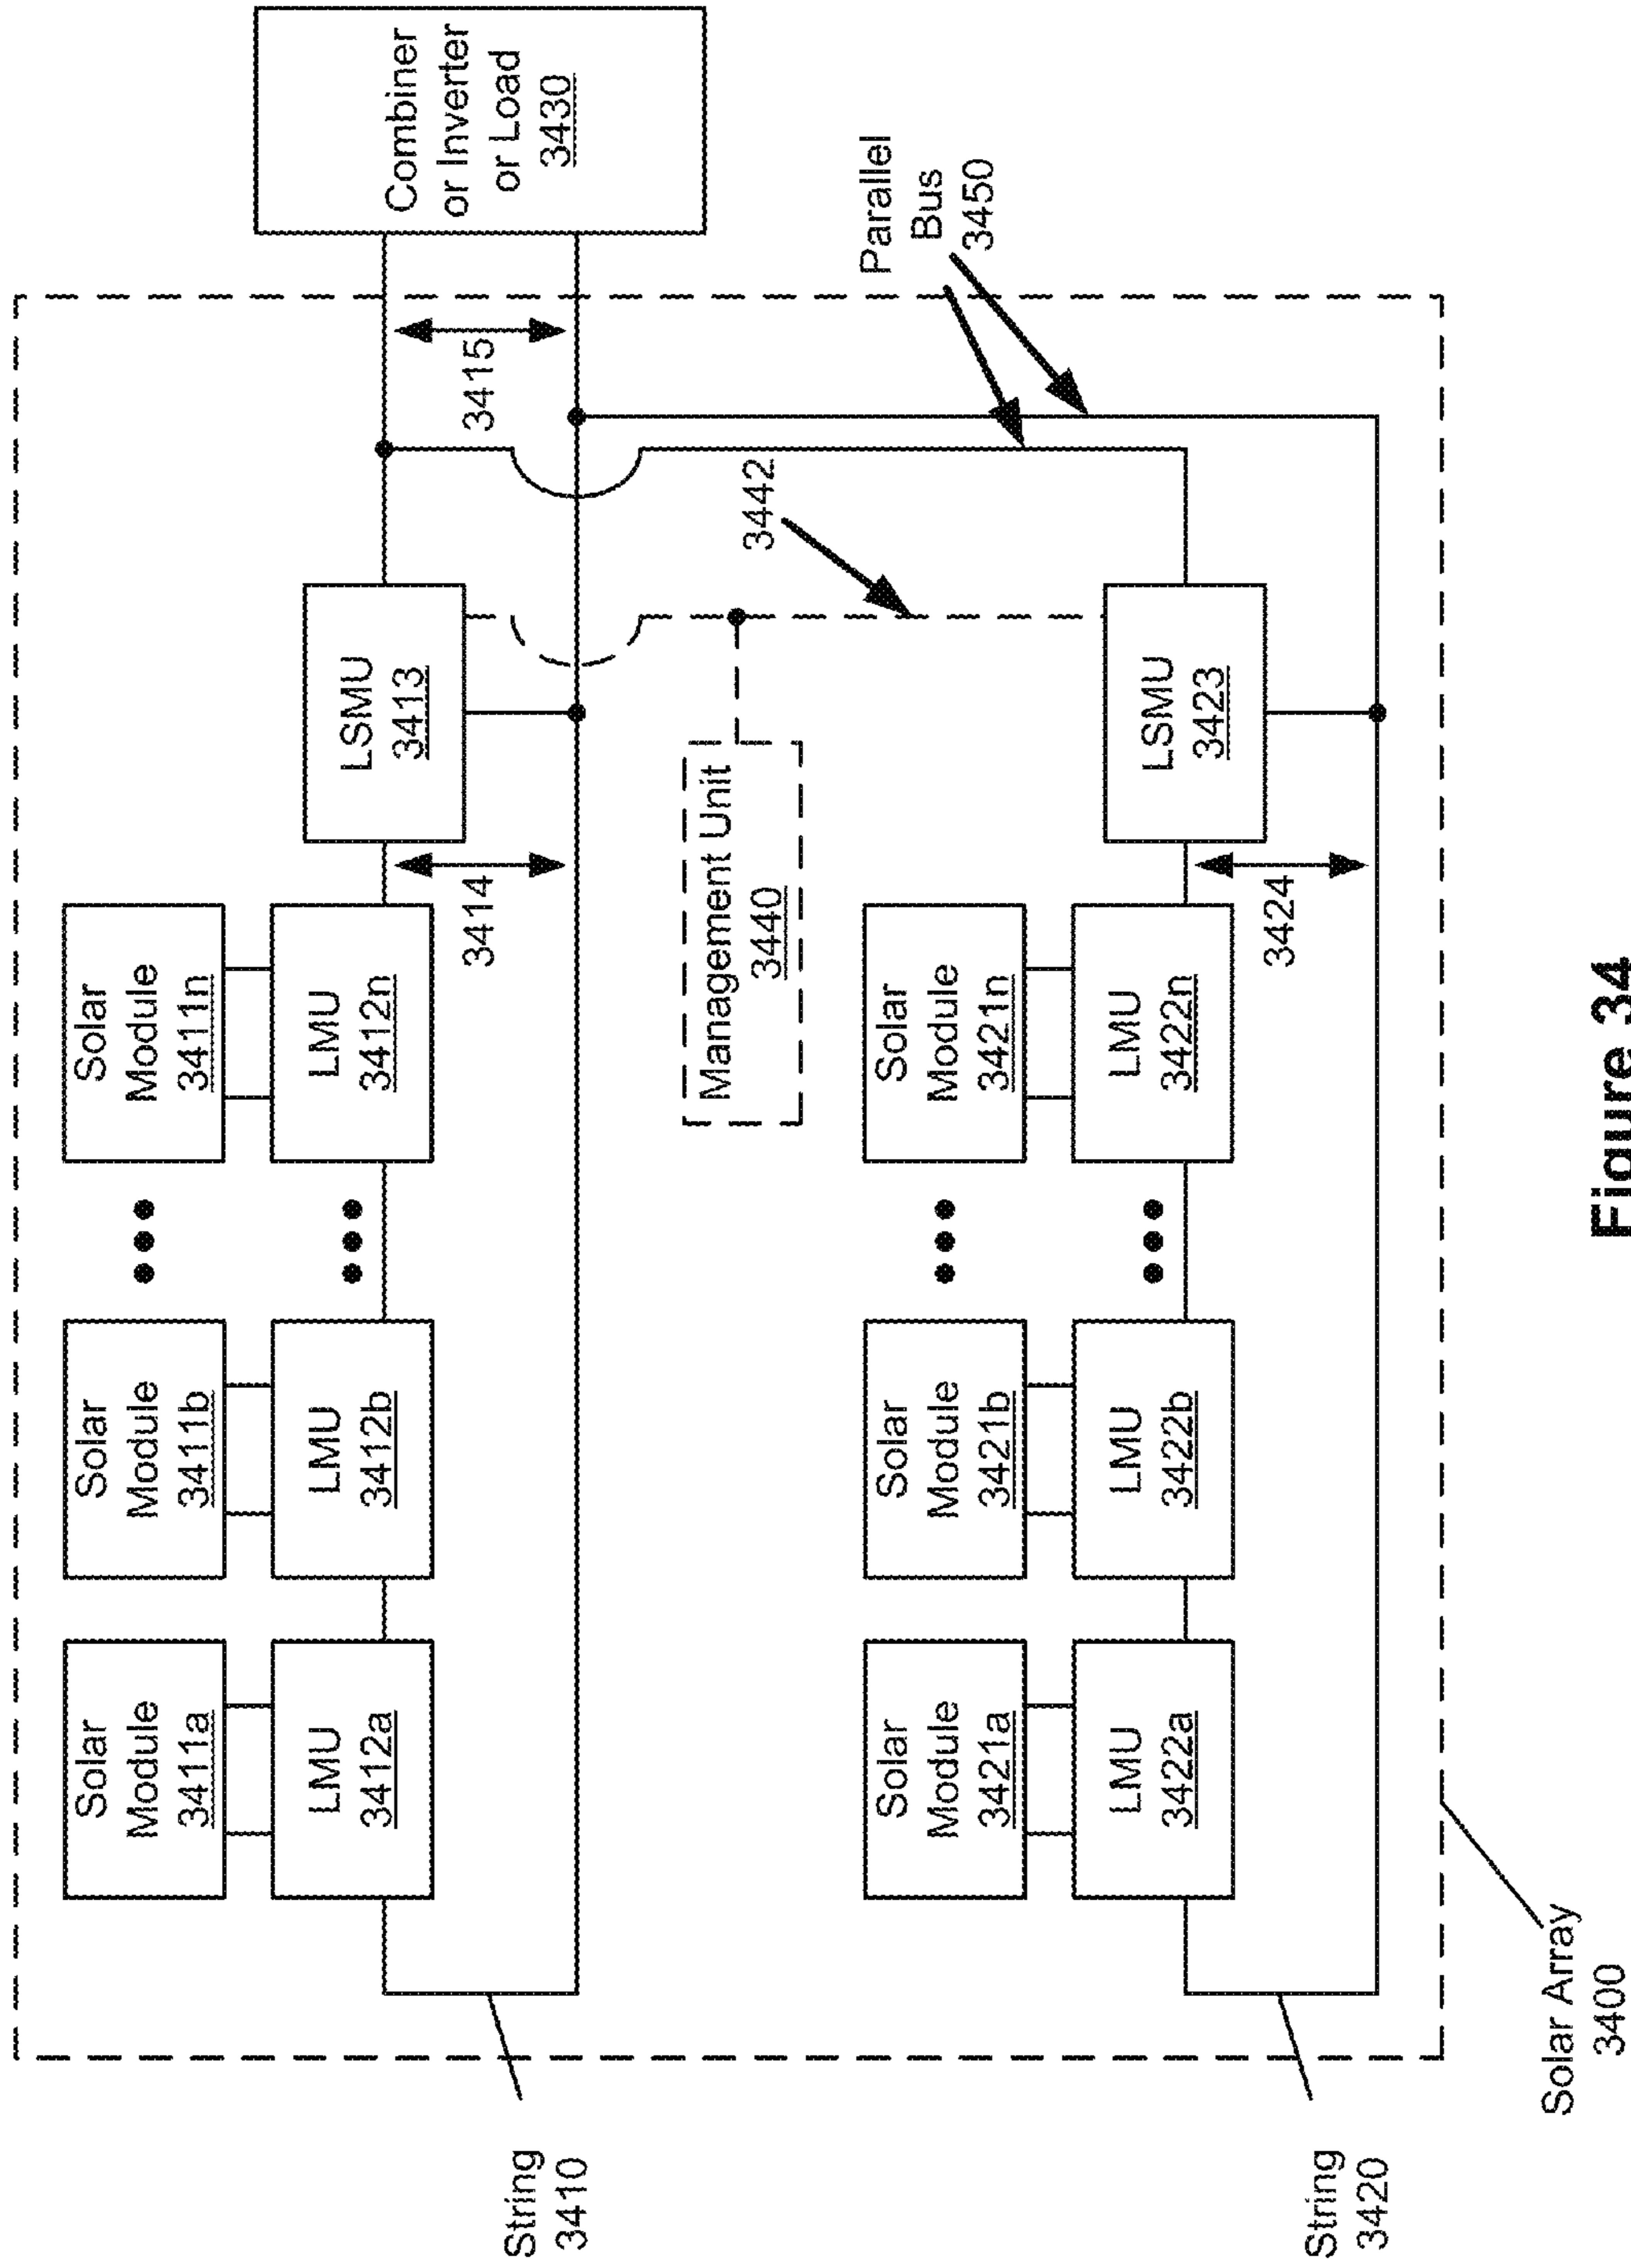 Combiner
or Inverter
or Load
3430
Solar
Module
3411a
Solar
Module
3411b
Solar
Module
3411n
LMU
3412a
LMU
3412b
LMU
3412n
LSMU
3413
3414
3415
String
3410
Management Unit
3440
3442
Parallel
Bus
3450
Solar
Module
3421a
Solar
Module
3421b
Solar
Module
3421n
LMU
3422a
LMU
3422b
LMU
3422n
LSMU
3423
3424
String
3420
Solar Array
3400
Figure 34